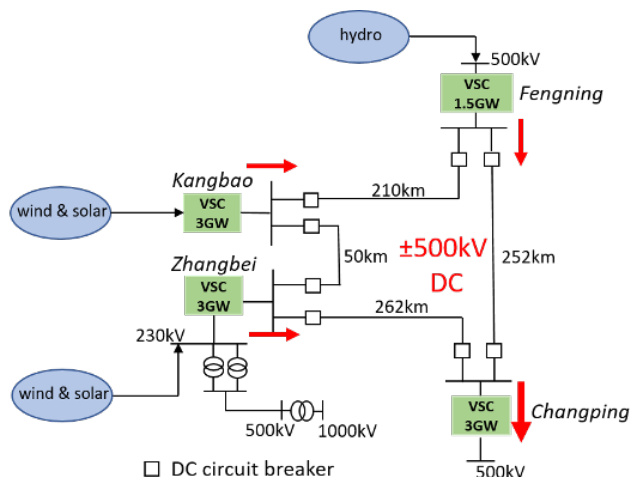 hydro
500kV
VSC
1.5GW
Fengning
Kangbao
210km
wind & solar
VSC
3GW
50km
±500kV
DC
252km
Zhangbei
VSC
3GW
262km
230kV
wind & solar
500kV
1000kV
VSC
3GW
Changping
500kV
DC circuit breaker